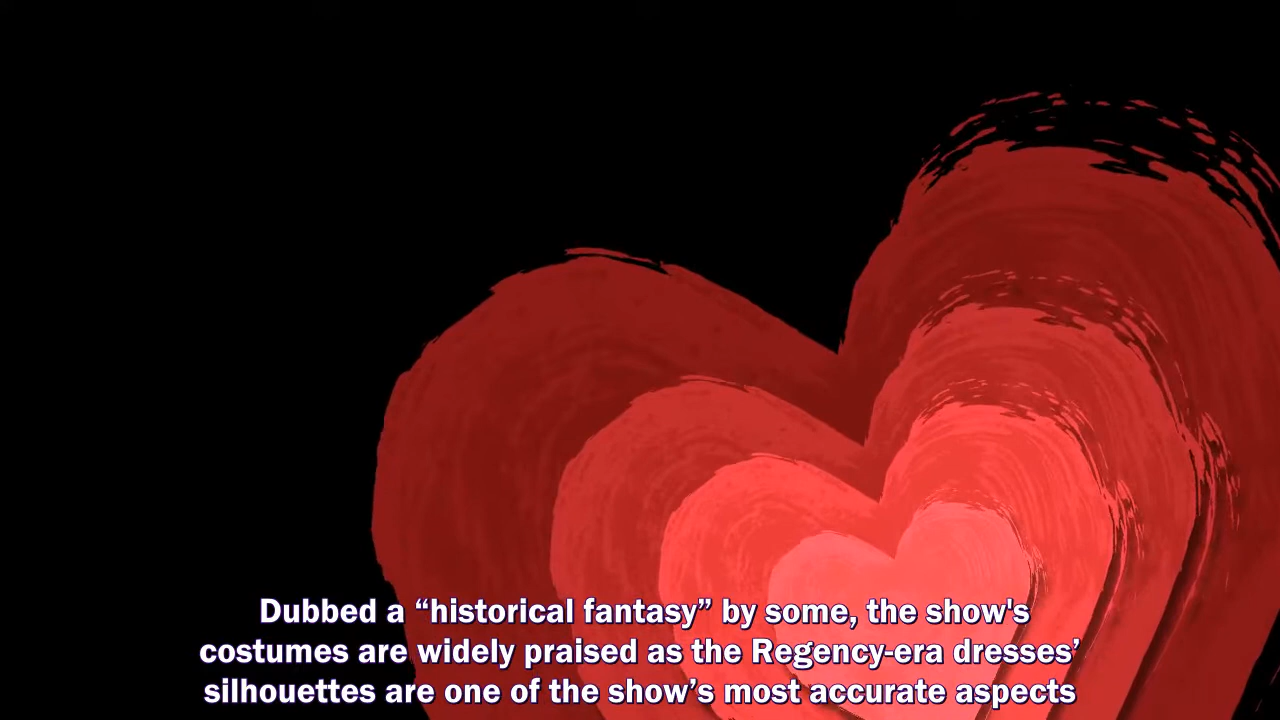 Dubbed a “historical fantasy” by some, the show's
costumes are widely praised as the Regency-era dresses’
silhouettes are one of the show’s most accurate aspects